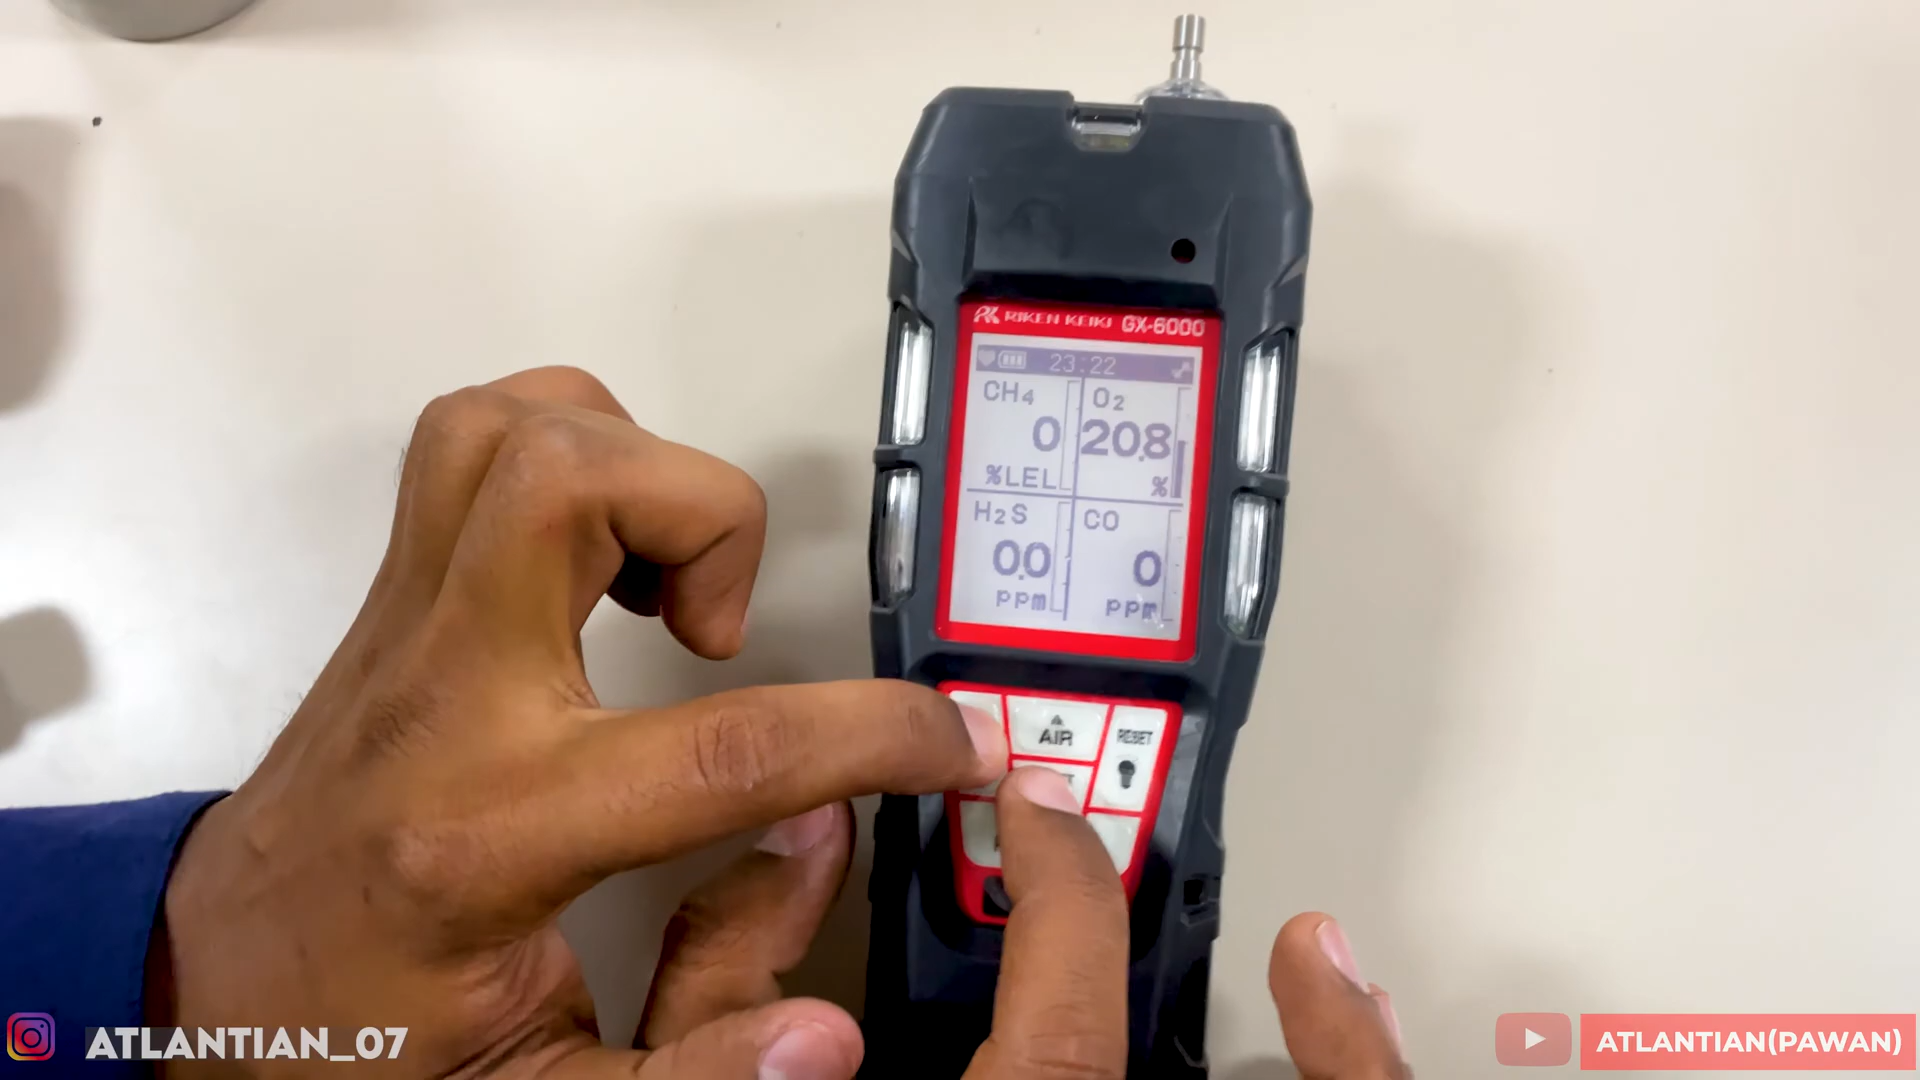 RIKEN KEIKI GX-6000
23:22
CH4 O2
0 20.8
%LEL %
H2S CO
0.0 0
ppm ppm
AIR RESET
ATLANTIAN_07
ATLANTIAN(PAWAN)